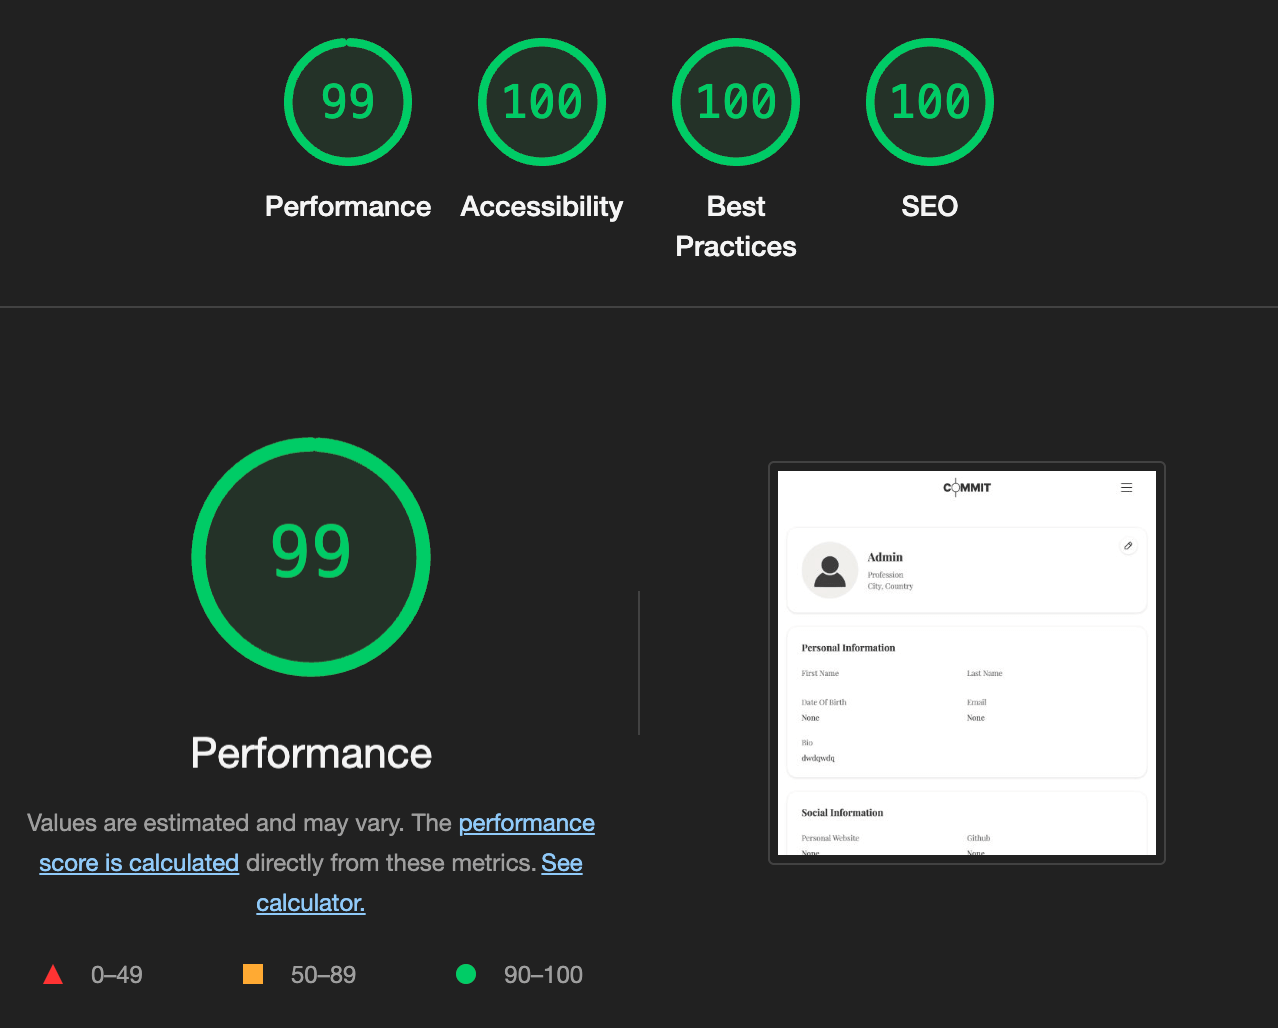 99
100
100
100
Performance
Accessibility
Best
Practices
SEO
99
Performance
Values are estimated and may vary. The performance
score is calculated directly from these metrics. See
calculator.
0–49
50–89
90–100
COMMIT
Admin
Profession
City, Country
Personal Information
First Name
Last Name
Date Of Birth
Email
None
None
Bio
dwdqwdq
Social Information
Personal Website
Github
None
None